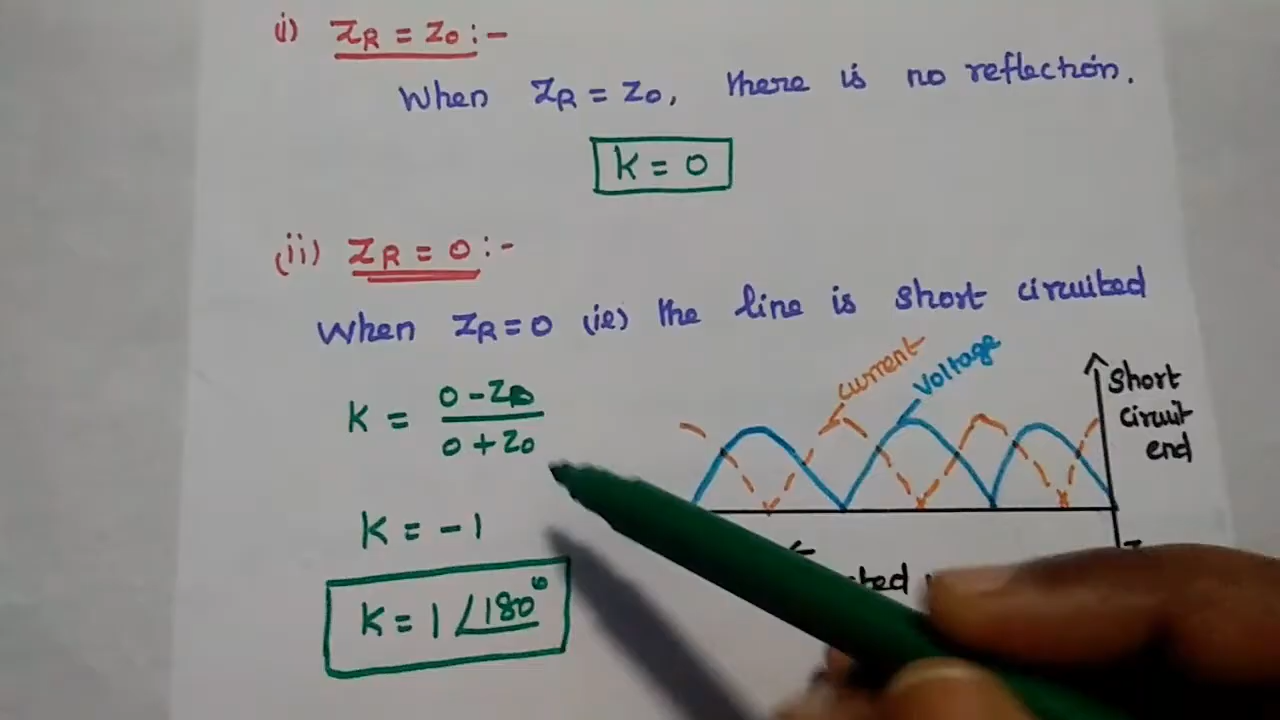 i) ZR = Z0 :-
When ZR = Z0, there is no reflection.
K = 0
(ii) ZR = 0 :-
When ZR = 0 (ie) the line is short circuited
K = 0 - Z0
0 + Z0
K = -1
K = 1 ∠180°
current
Voltage
Short
circuit
end